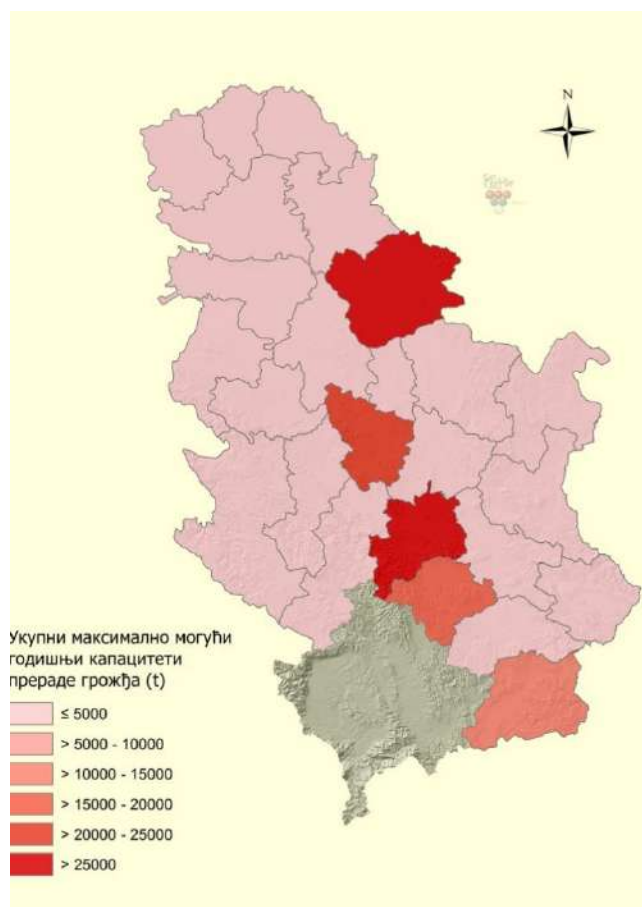 N
Укупни максимално могући
годишњи капацитети
прераде грожђа (t)
≤ 5000
> 5000 - 10000
> 10000 - 15000
> 15000 - 20000
> 20000 - 25000
> 25000